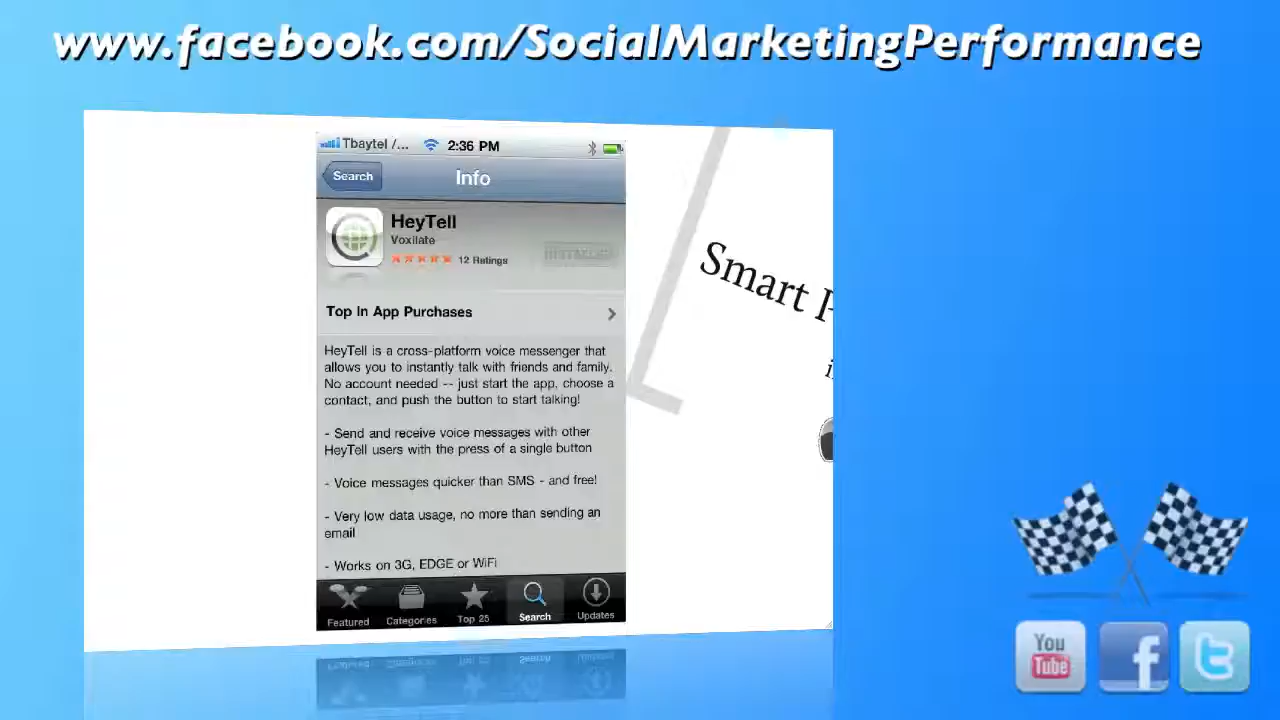 www.facebook.com/SocialMarketingPerformance
Tbaytel /... 2:36 PM
Search
Info
HeyTell
Voxilate
12 Ratings
INSTALLED
Top In App Purchases
HeyTell is a cross-platform voice messenger that
allows you to instantly talk with friends and family.
No account needed -- just start the app, choose a
contact, and push the button to start talking!
- Send and receive voice messages with other
HeyTell users with the press of a single button
- Voice messages quicker than SMS - and free!
- Very low data usage, no more than sending an
email
- Works on 3G, EDGE or WiFi
Featured Categories Top 25 Search Updates
Smart
You
Tube